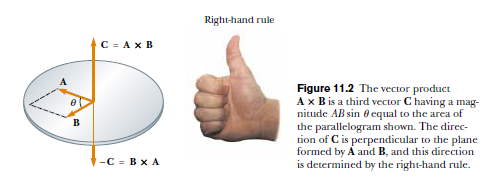 Right-hand rule
C = A × B
A
θ
B
–C = B × A
Figure 11.2 The vector product
A × B is a third vector C having a mag-
nitude AB sin θ equal to the area of
the parallelogram shown. The direc-
tion of C is perpendicular to the plane
formed by A and B, and this direction
is determined by the right-hand rule.